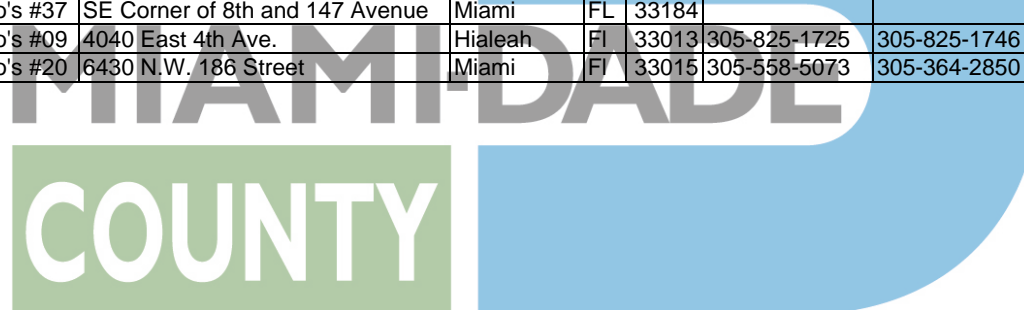 o's #37 SE Corner of 8th and 147 Avenue Miami FL 33184
o's #09 4040 East 4th Ave. Hialeah Fl 33013 305-825-1725 305-825-1746
o's #20 6430 N.W. 186 Street Miami Fl 33015 305-558-5073 305-364-2850
MIAMI-DADE
COUNTY